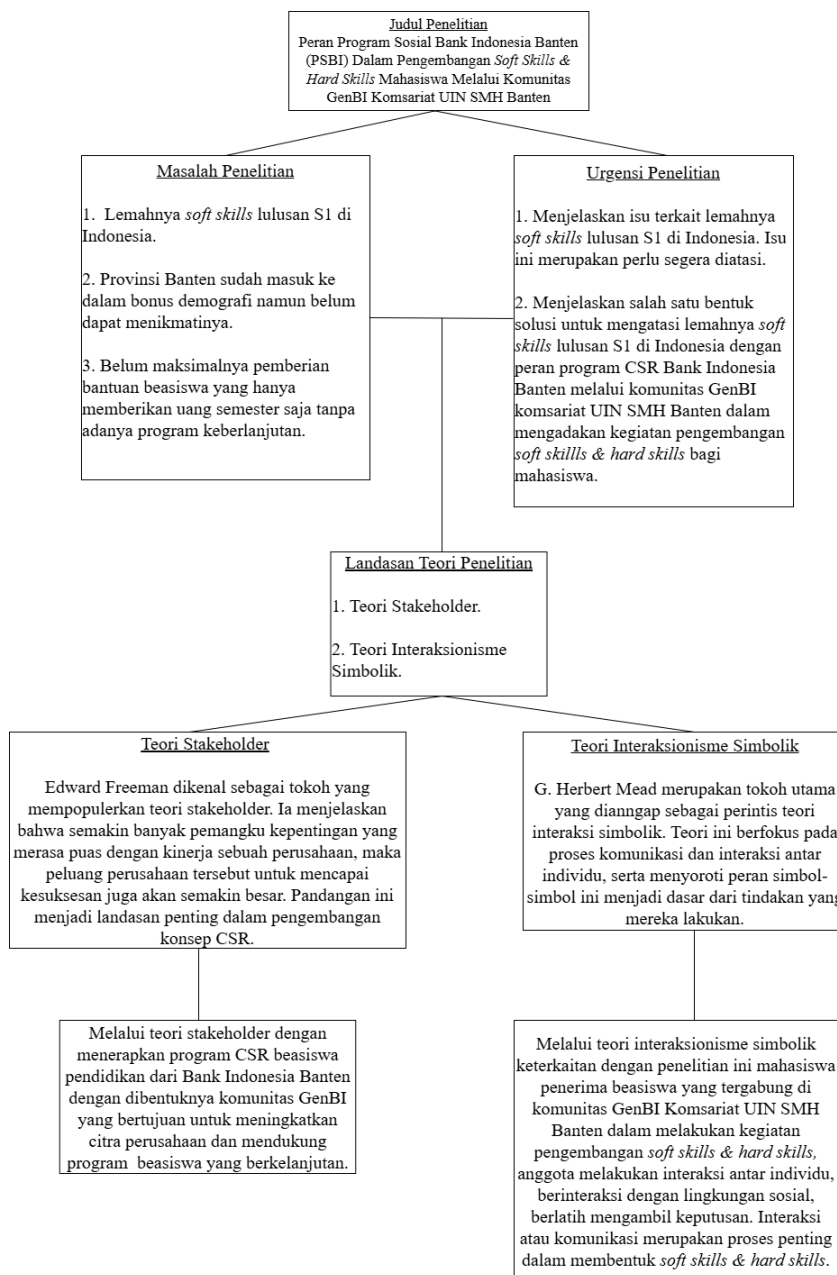 Judul Penelitian
Peran Program Sosial Bank Indonesia Banten
(PSBI) Dalam Pengembangan Soft Skills &
Hard Skills Mahasiswa Melalui Komunitas
GenBI Komsariat UIN SMH Banten
Masalah Penelitian
1. Lemahnya soft skills lulusan S1 di
Indonesia.
2. Provinsi Banten sudah masuk ke
dalam bonus demografi namun belum
dapat menikmatinya.
3. Belum maksimalnya pemberian
bantuan beasiswa yang hanya
memberikan uang semester saja tanpa
adanya program keberlanjutan.
Urgensi Penelitian
1. Menjelaskan isu terkait lemahnya
soft skills lulusan S1 di Indonesia. Isu
ini merupakan perlu segera diatasi.
2. Menjelaskan salah satu bentuk
solusi untuk mengatasi lemahnya soft
skills lulusan S1 di Indonesia dengan
peran program CSR Bank Indonesia
Banten melalui komunitas GenBI
komsariat UIN SMH Banten dalam
mengadakan kegiatan pengembangan
soft skillls & hard skills bagi
mahasiswa.
Landasan Teori Penelitian
1. Teori Stakeholder.
2. Teori Interaksionisme
Simbolik.
Teori Stakeholder
Edward Freeman dikenal sebagai tokoh yang
mempopulerkan teori stakeholder. Ia menjelaskan
bahwa semakin banyak pemangku kepentingan yang
merasa puas dengan kinerja sebuah perusahaan, maka
peluang perusahaan tersebut untuk mencapai
kesuksesan juga akan semakin besar. Pandangan ini
menjadi landasan penting dalam pengembangan
konsep CSR.
Teori Interaksionisme Simbolik
G. Herbert Mead merupakan tokoh utama
yang dianngap sebagai perintis teori
interaksi simbolik. Teori ini berfokus pada
proses komunikasi dan interaksi antar
individu, serta menyoroti peran simbol-
simbol ini menjadi dasar dari tindakan yang
mereka lakukan.
Melalui teori stakeholder dengan
menerapkan program CSR beasiswa
pendidikan dari Bank Indonesia Banten
dengan dibentuknya komunitas GenBI
yang bertujuan untuk meningkatkan
citra perusahaan dan mendukung
program beasiswa yang berkelanjutan.
Melalui teori interaksionisme simbolik
keterkaitan dengan penelitian ini mahasiswa
penerima beasiswa yang tergabung di
komunitas GenBI Komsariat UIN SMH
Banten dalam melakukan kegiatan
pengembangan soft skills & hard skills,
anggota melakukan interaksi antar individu,
berinteraksi dengan lingkungan sosial,
berlatih mengambil keputusan. Interaksi
atau komunikasi merupakan proses penting
dalam membentuk soft skills & hard skills.